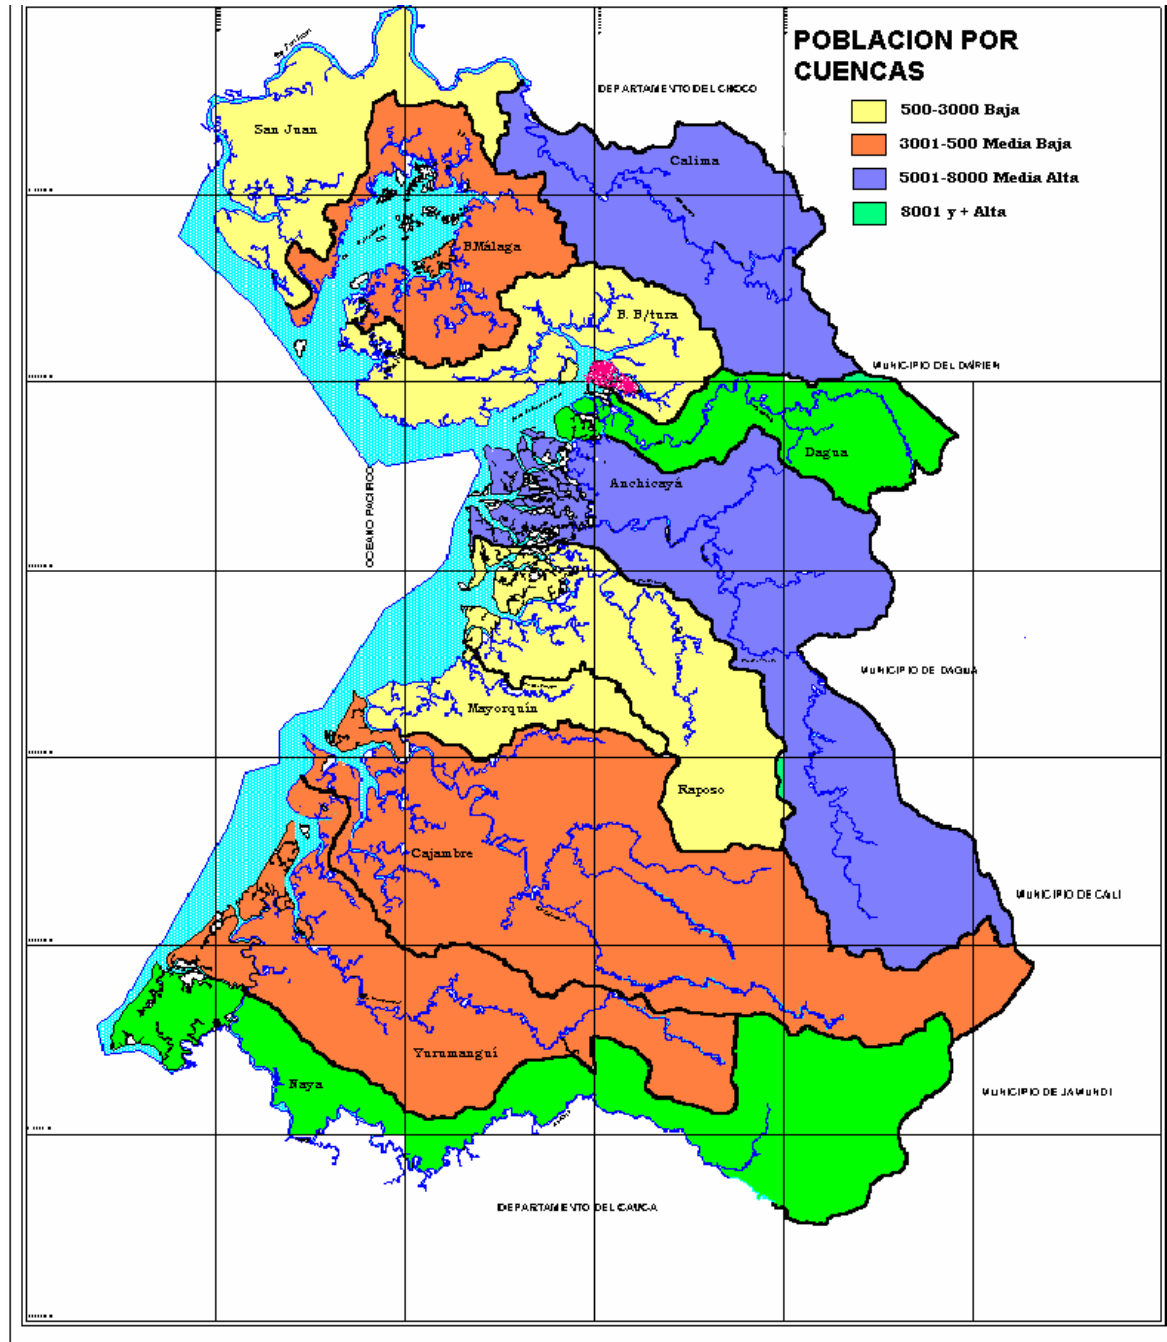 POBLACION POR
CUENCAS
500-3000 Baja
3001-500 Media Baja
5001-8000 Media Alta
8001 y + Alta
DEPARTAMENTO DEL CHOCO
San Juan
Calima
B.Málaga
B. B/tura
MUNICIPIO DEL DARIEN
Dagua
Anchicayá
OCEANO PACIFICO
MUNICIPIO DE DAGUA
Mayorquín
Raposo
Cajambre
MUNICIPIO DE CALI
Yurumanguí
Naya
MUNICIPIO DE JAMUNDI
DEPARTAMENTO DEL CAUCA